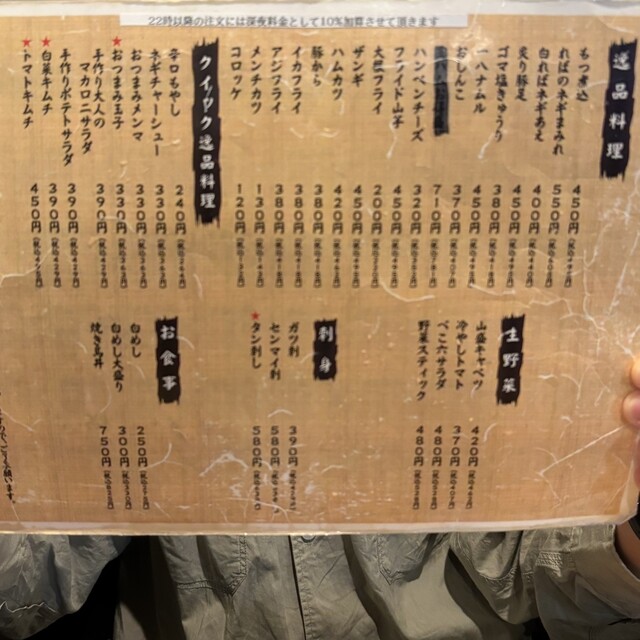 22時以降の注文には深夜料金として10%加算させて頂きます
逸品料理
もつ煮込 450円
ればのネギまみれ 550円
白ればネギあえ 400円
炙り豚足 450円
ゴマ塩きゅうり 380円
一ハナムル 450円
おしんこ 370円
710円
ハンペンチーズ 320円
フライド山芋 450円
大根フライ 200円
ザンギ 450円
ハムカツ 420円
豚から 380円
イカフライ 380円
アジフライ 380円
メンチカツ 130円
コロッケ 120円
クイック逸品料理
辛口もやし 240円
ネギチャーシュー 330円
おつまみメンマ 330円
★おつまみ玉子 330円
手作り大人のマカロニサラダ 390円
手作りポテトサラダ 390円
★白菜キムチ 390円
★トマトキムチ 450円
生野菜
山盛キャベツ 420円
冷やしトマト 370円
べこ六サラダ 480円
野菜スティック 480円
刺身
ガツ刺 390円
センマイ刺 580円
★タン刺し 580円
お食事
白めし 250円
白めし大盛り 300円
焼き鳥丼 750円